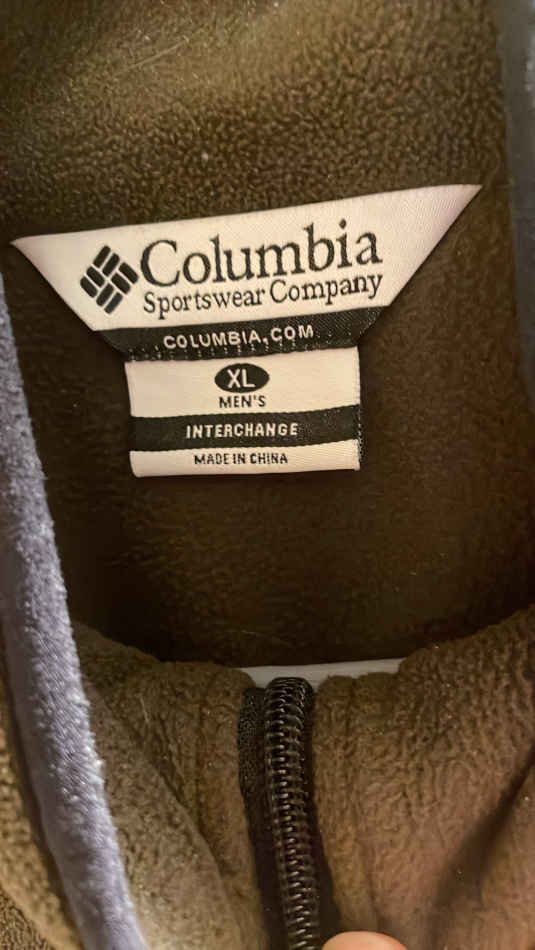 Columbia
Sportswear Company
COLUMBIA.COM
XL
MEN'S
INTERCHANGE
MADE IN CHINA